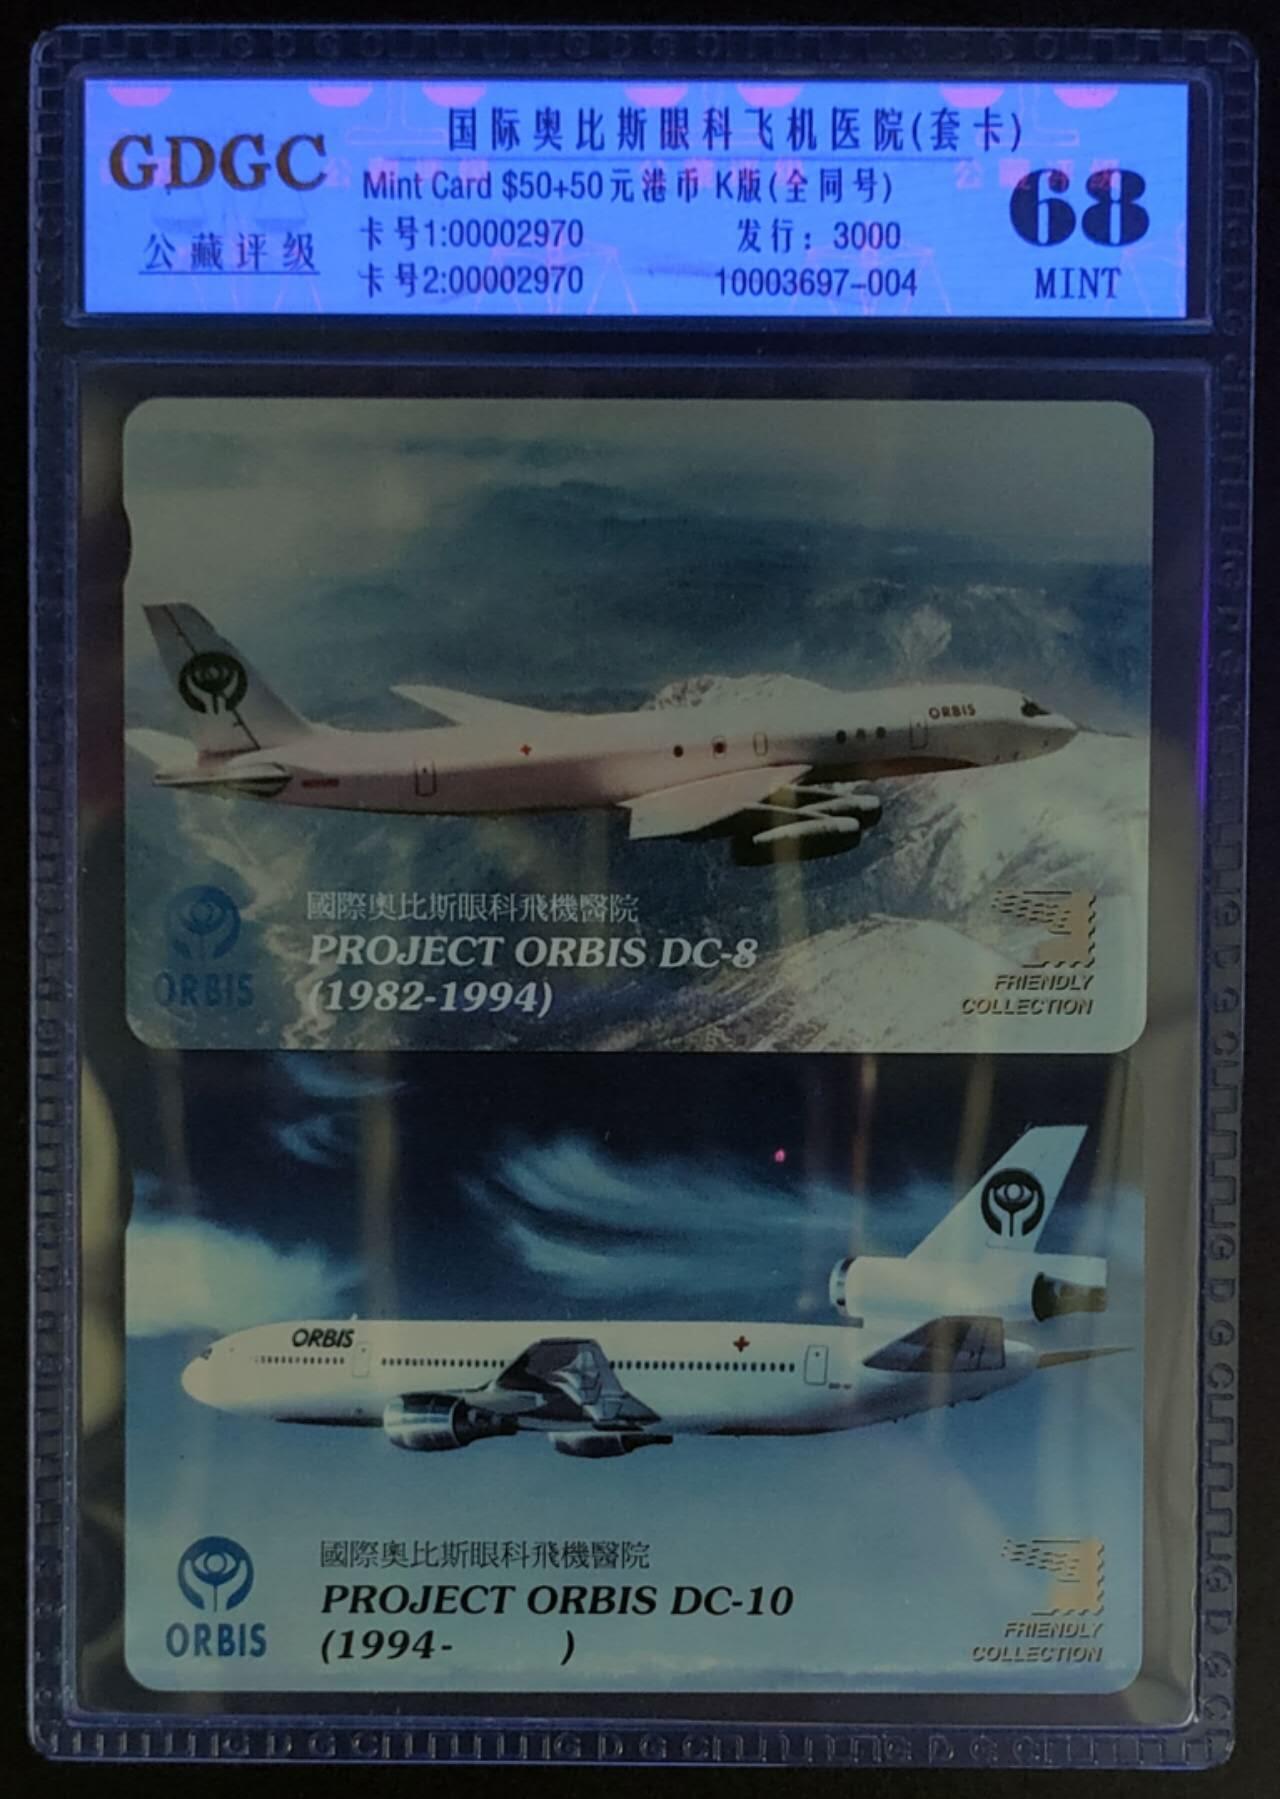 国际奥比斯眼科飞机医院(套卡)
GDGC
公藏评级
Mint Card $50+50元港币 K版(全同号)
卡号1:00002970
发行：3000
卡号2:00002970
10003697-004
68
MINT
ORBIS
國際奧比斯眼科飛機醫院
PROJECT ORBIS DC-8
(1982-1994)
ORBIS
FRIENDLY
COLLECTION
ORBIS
國際奧比斯眼科飛機醫院
PROJECT ORBIS DC-10
(1994- )
ORBIS
FRIENDLY
COLLECTION